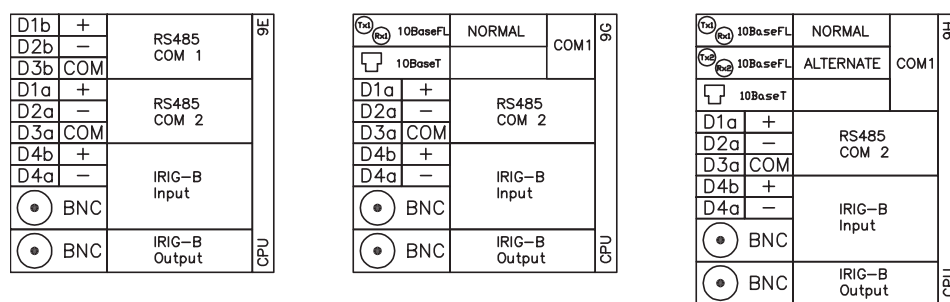 D1b + RS485 9E
D2b − COM 1
D3b COM
D1a + RS485
D2a − COM 2
D3a COM
D4b + IRIG−B
D4a − Input
BNC
BNC IRIG−B CPU
Output
Tx1 Rx1 10BaseFL NORMAL COM1 9G
10BaseT
D1a + RS485
D2a − COM 2
D3a COM
D4b + IRIG−B
D4a − Input
BNC
BNC IRIG−B CPU
Output
Tx1 Rx1 10BaseFL NORMAL COM1 9H
Tx2 Rx2 10BaseFL ALTERNATE
10BaseT
D1a + RS485
D2a − COM 2
D3a COM
D4b + IRIG−B
D4a − Input
BNC
BNC IRIG−B CPU
Output